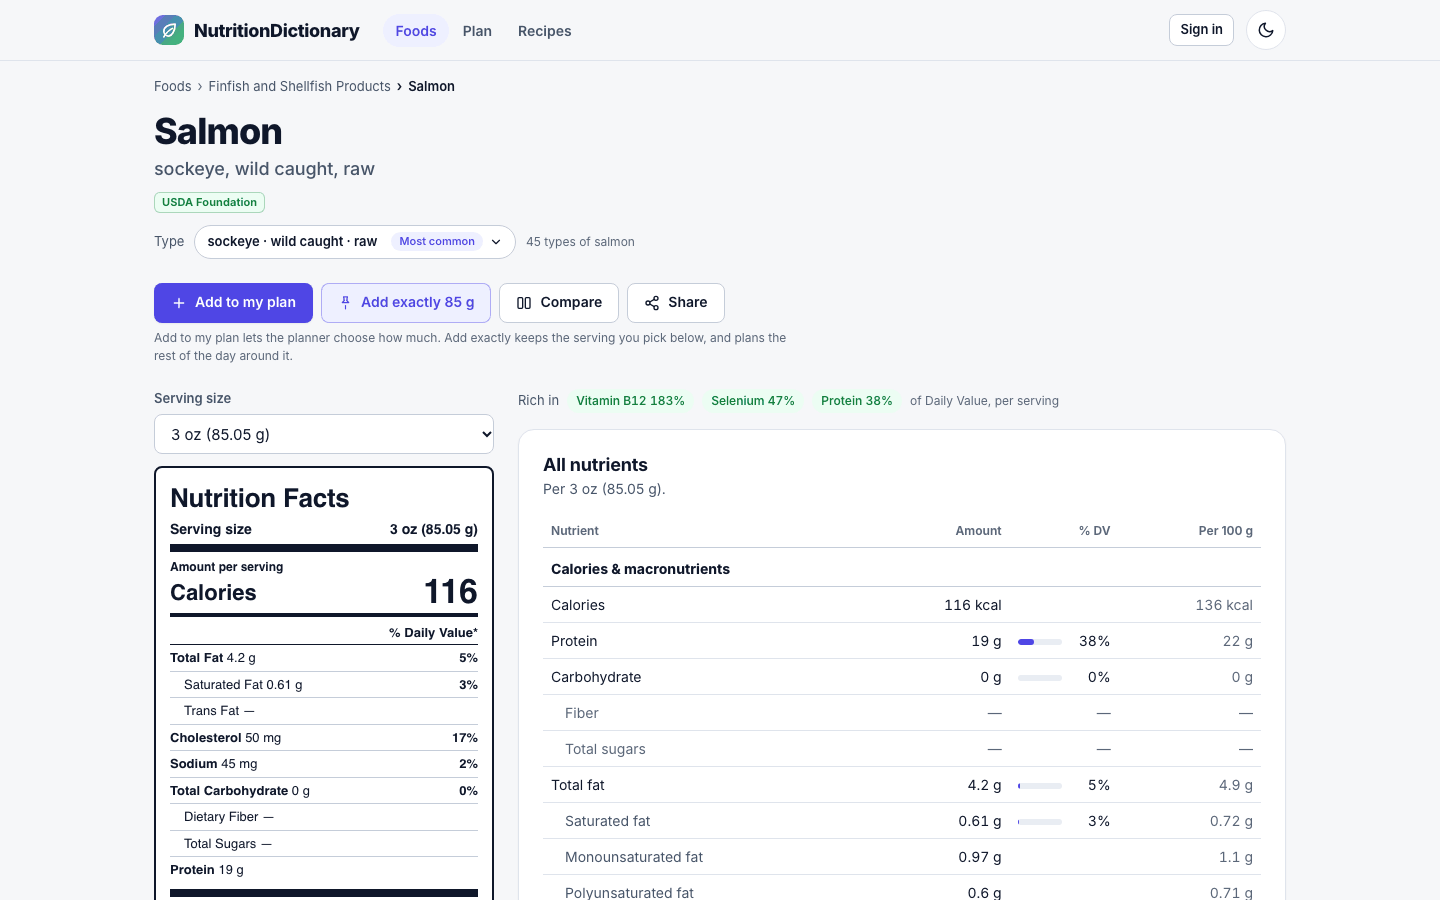 NutritionDictionary Foods Plan Recipes Sign in
Foods › Finfish and Shellfish Products › Salmon
Salmon
sockeye, wild caught, raw
USDA Foundation
Type sockeye · wild caught · raw Most common 45 types of salmon
Add to my plan Add exactly 85 g Compare Share
Add to my plan lets the planner choose how much. Add exactly keeps the serving you pick below, and plans the
rest of the day around it.
Serving size
3 oz (85.05 g)
Nutrition Facts
Serving size 3 oz (85.05 g)
Amount per serving
Calories 116
% Daily Value*
Total Fat 4.2 g 5%
Saturated Fat 0.61 g 3%
Trans Fat —
Cholesterol 50 mg 17%
Sodium 45 mg 2%
Total Carbohydrate 0 g 0%
Dietary Fiber —
Total Sugars —
Protein 19 g
Rich in Vitamin B12 183% Selenium 47% Protein 38% of Daily Value, per serving
All nutrients
Per 3 oz (85.05 g).
Nutrient Amount % DV Per 100 g
Calories & macronutrients
Calories 116 kcal 136 kcal
Protein 19 g 38% 22 g
Carbohydrate 0 g 0% 0 g
Fiber — — —
Total sugars — — —
Total fat 4.2 g 5% 4.9 g
Saturated fat 0.61 g 3% 0.72 g
Monounsaturated fat 0.97 g 1.1 g
Polyunsaturated fat 0.6 g 0.71 g